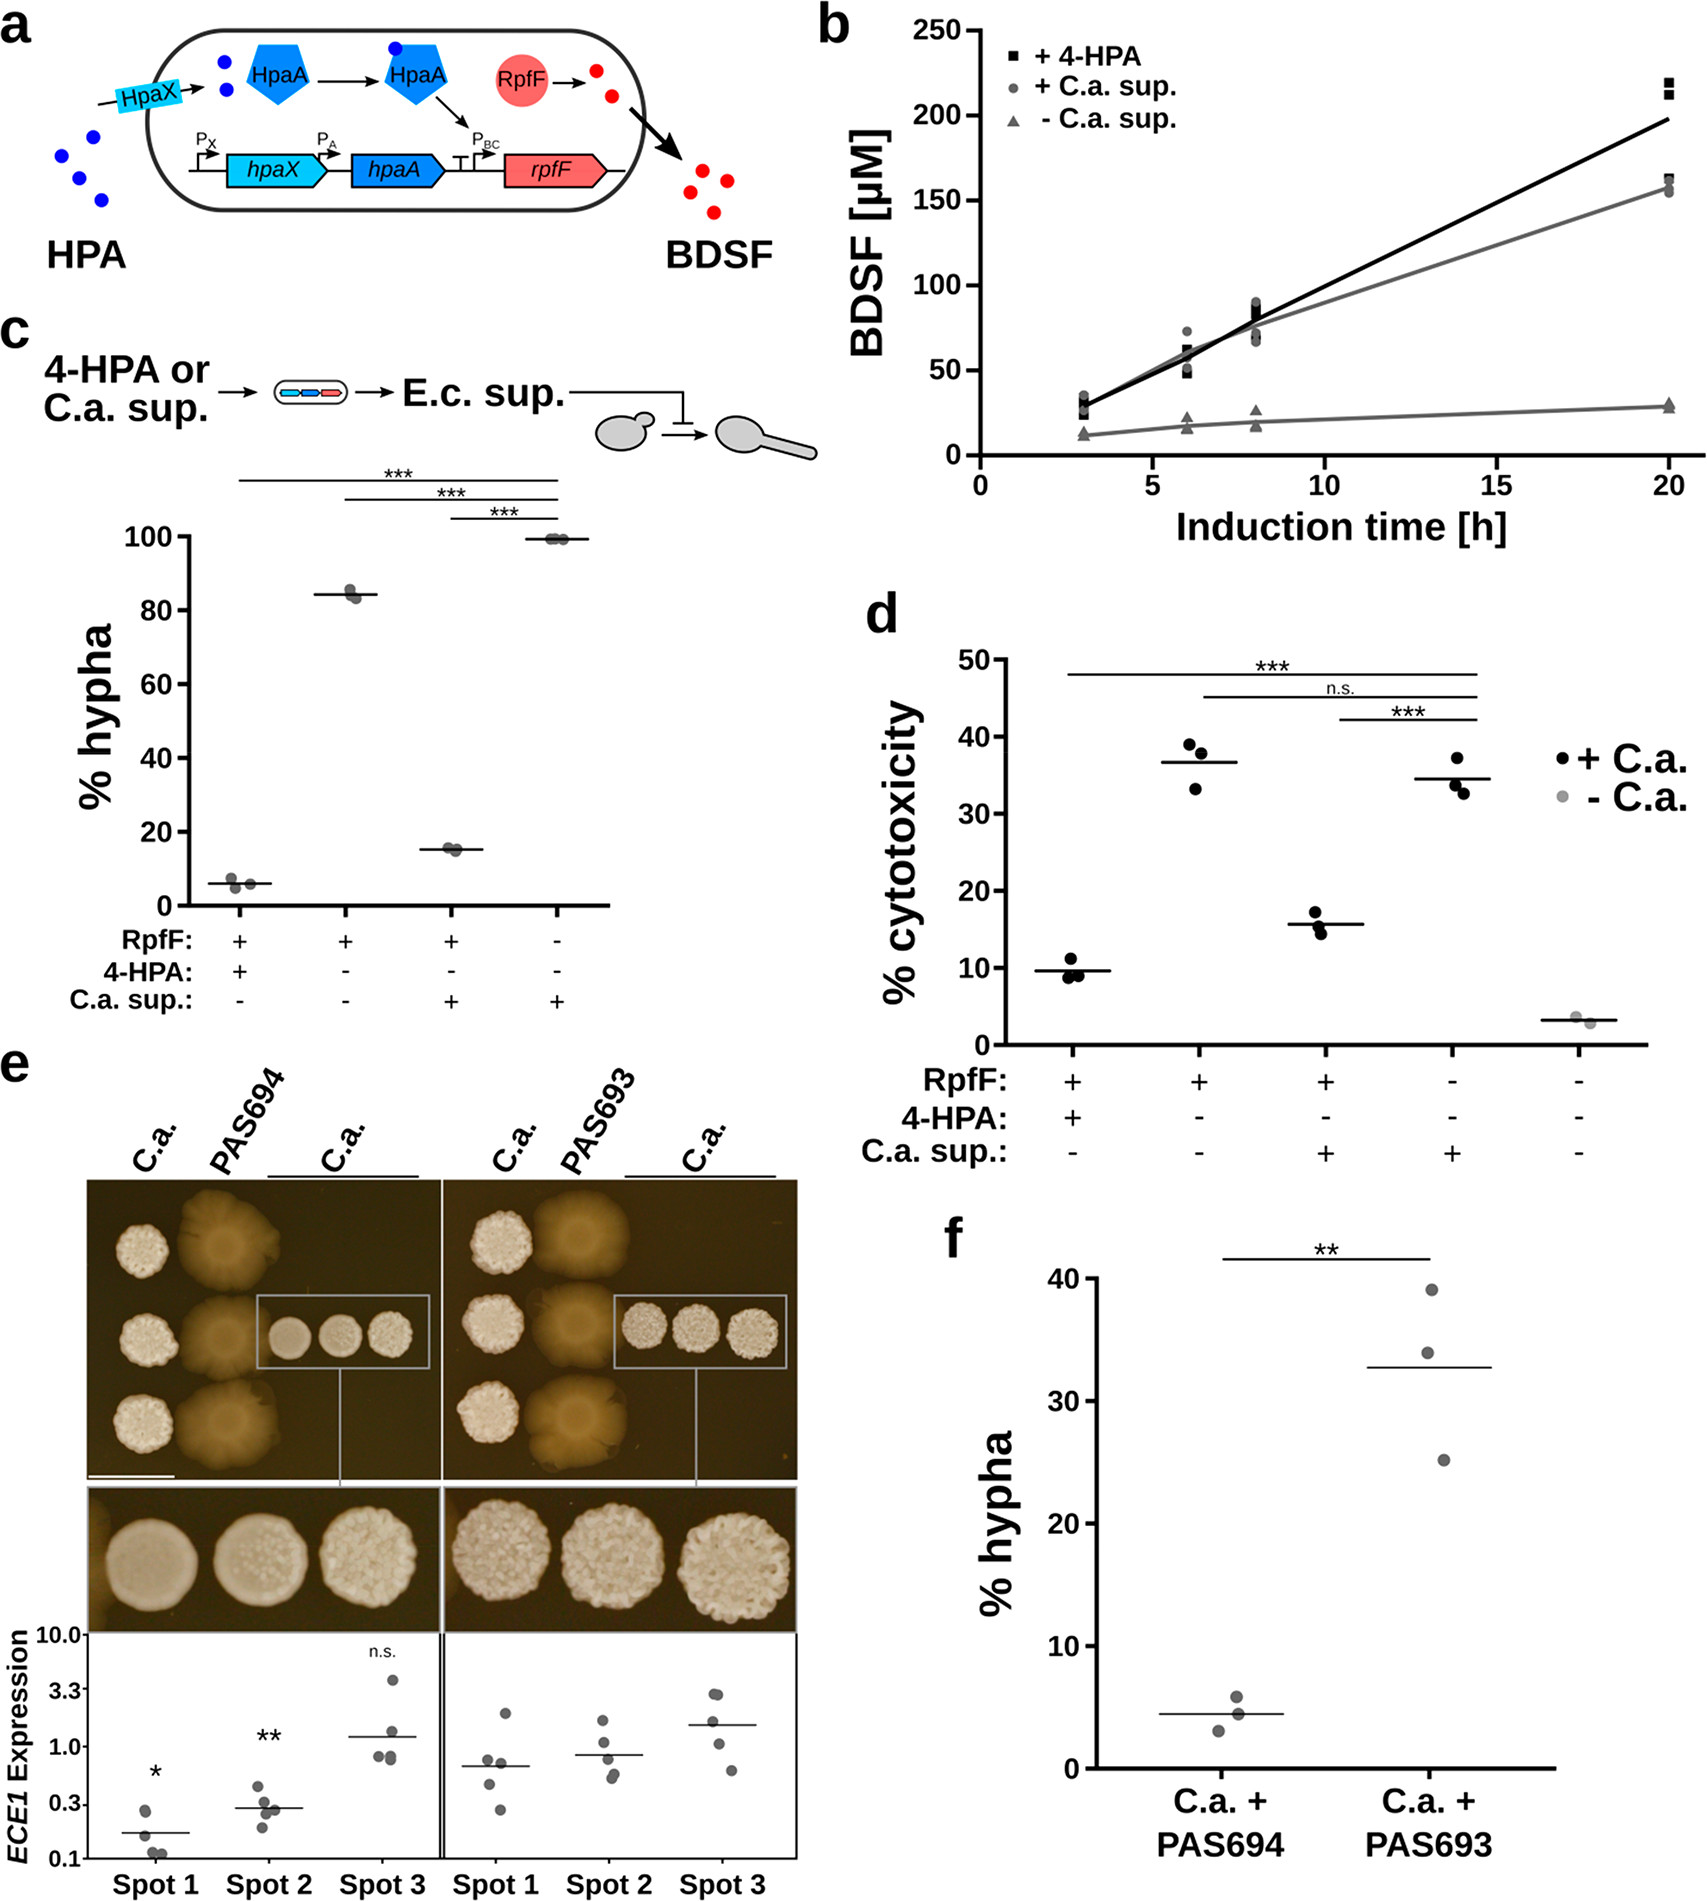 a
HpaX
HpaA
HpaA
RpfF
PX
PA
PBC
hpaX
hpaA
rpfF
HPA
BDSF
b
250
200
150
100
50
0
BDSF [µM]
+ 4-HPA
+ C.a. sup.
- C.a. sup.
0 5 10 15 20
Induction time [h]
c
4-HPA or
C.a. sup.
E.c. sup.
***
***
***
100
80
60
40
20
0
% hypha
RpfF: + + + -
4-HPA: + - - -
C.a. sup.: - - + +
d
50
40
30
20
10
0
% cytotoxicity
***
n.s.
***
+ C.a.
- C.a.
RpfF: + + + - -
4-HPA: + - - - -
C.a. sup.: - - + + -
e
C.a. PAS694 C.a. C.a. PAS693 C.a.
10.0
3.3
1.0
0.3
0.1
ECE1 Expression
*
**
n.s.
Spot 1 Spot 2 Spot 3 Spot 1 Spot 2 Spot 3
f
**
40
30
20
10
0
% hypha
C.a. + C.a. +
PAS694 PAS693